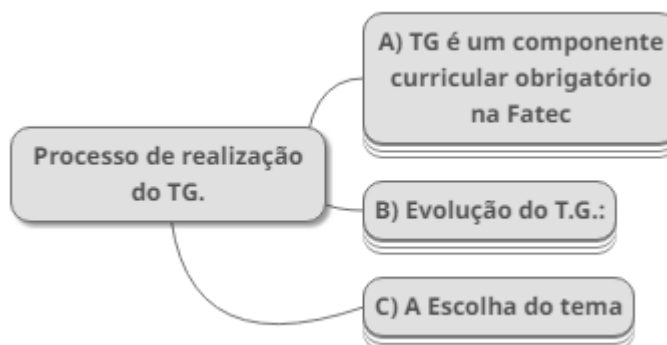 A) TG é um componente
curricular obrigatório
na Fatec
Processo de realização
do TG.
B) Evolução do T.G.:
C) A Escolha do tema